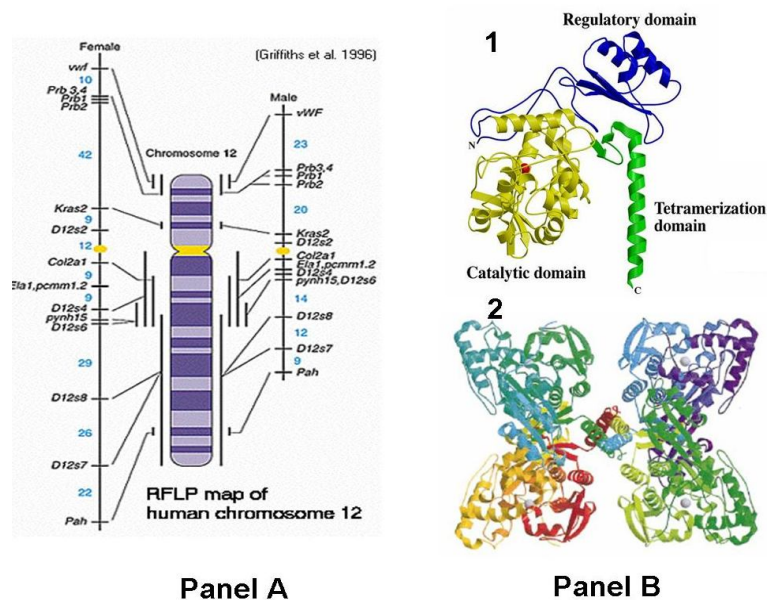 Female
(Griffiths et al. 1996)
vwf
10
Prb 3,4
Prb1
Prb2
42
Kras2
9
D12s2
12
Col2a1
9
Ela1,pcmm1.2
9
D12s4
pynh15
D12s6
29
D12s8
26
D12s7
22
Pah
Chromosome 12
Male
vWF
23
Prb3,4
Prb1
Prb2
20
Kras2
D12s2
Col2a1
Ela1,pcmm1.2
D12s4
pynh15,D12s6
14
D12s8
12
D12s7
9
Pah
RFLP map of
human chromosome 12
Panel A
1
Regulatory domain
N
Tetramerization
domain
Catalytic domain
C
2
Panel B